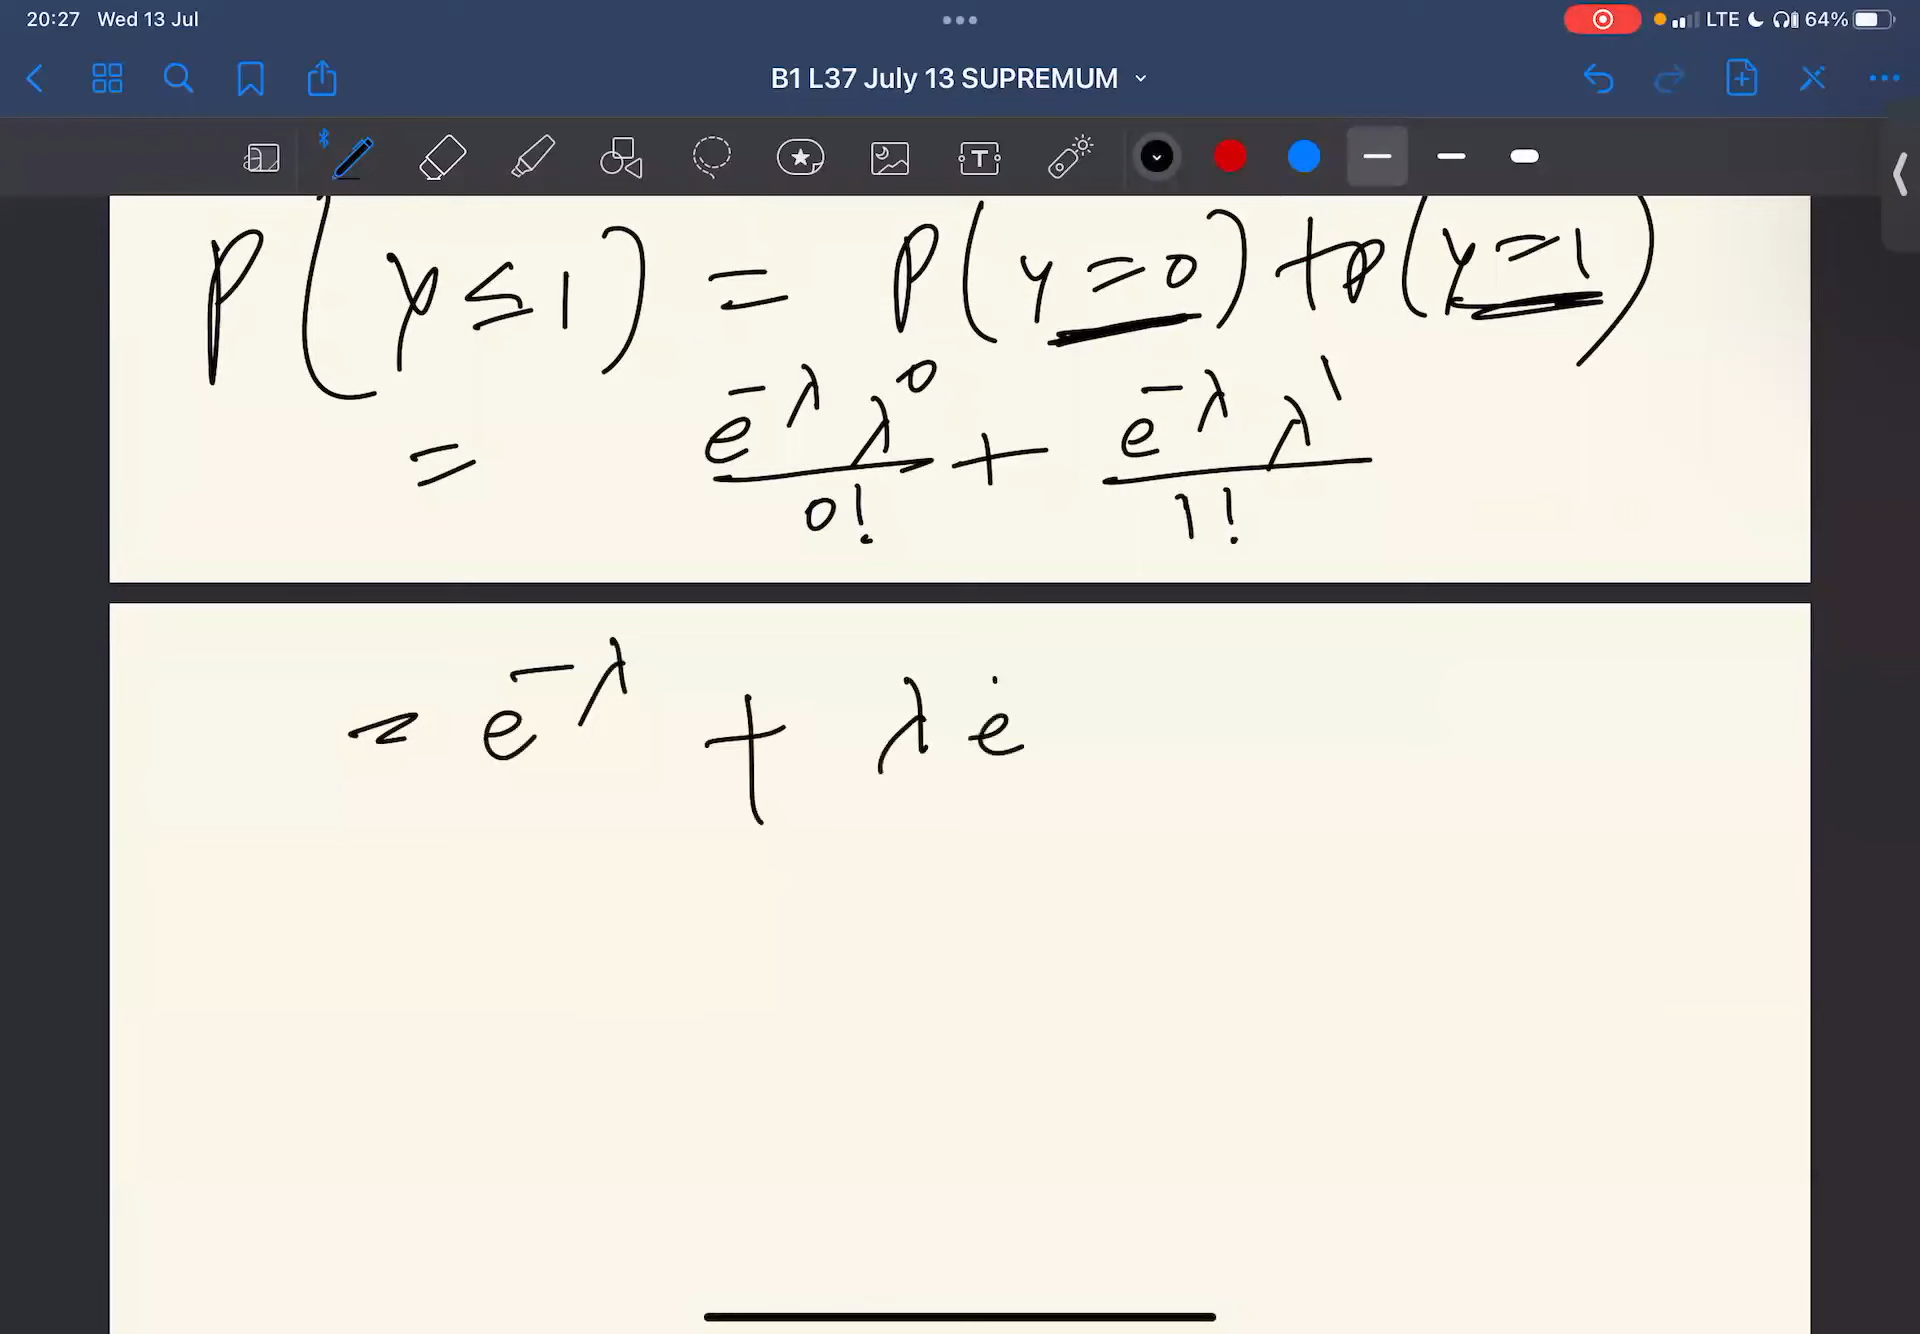 20:27 Wed 13 Jul
LTE 64%
B1 L37 July 13 SUPREMUM
P(Y≤1) = P(Y=0)+P(Y=1)
= e^{-λ} λ^0 / 0! + e^{-λ} λ^1 / 1!
= e^{-λ} + λe